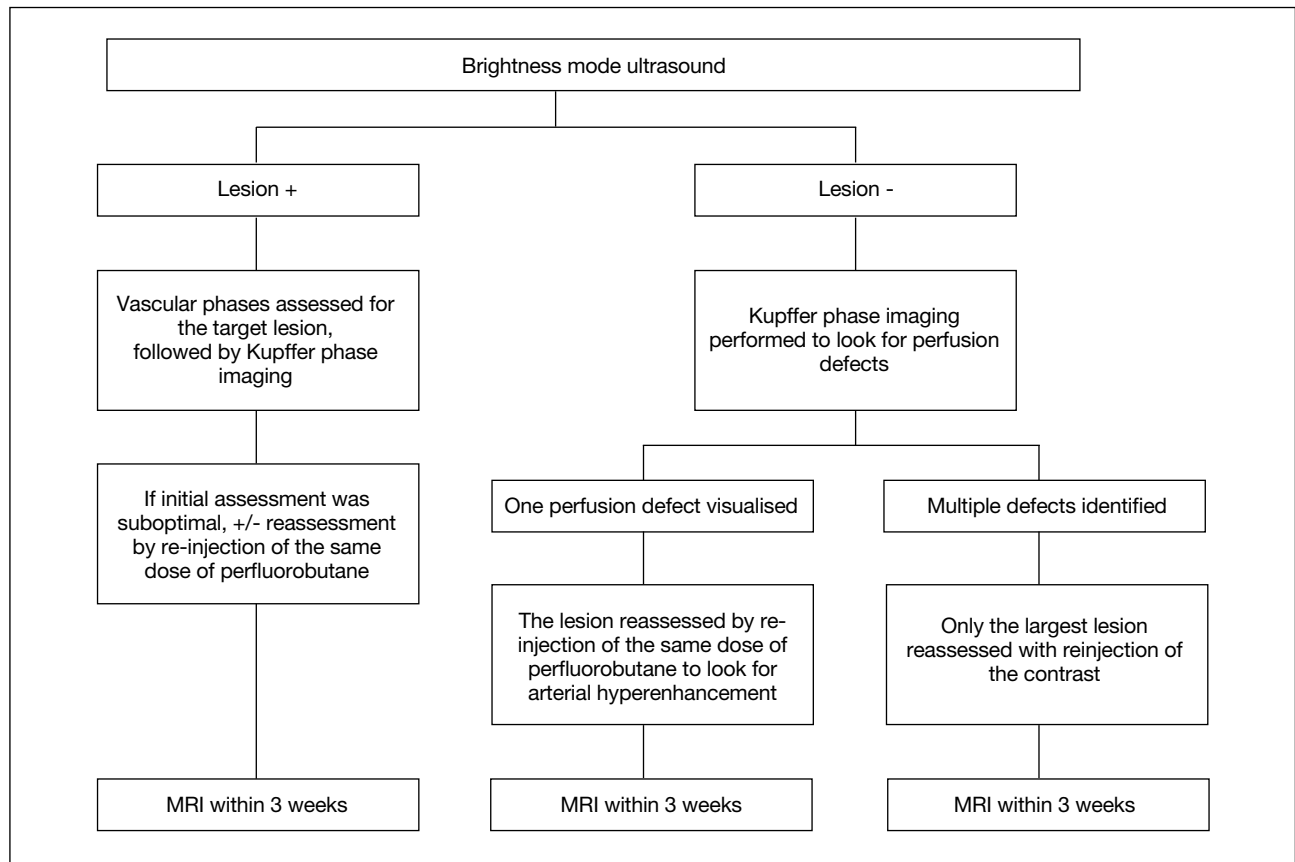 Brightness mode ultrasound
Lesion +
Lesion -
Vascular phases assessed for
the target lesion,
followed by Kupffer phase
imaging
Kupffer phase imaging
performed to look for perfusion
defects
If initial assessment was
suboptimal, +/- reassessment
by re-injection of the same
dose of perfluorobutane
One perfusion defect visualised
Multiple defects identified
The lesion reassessed by re-
injection of the same dose of
perfluorobutane to look for
arterial hyperenhancement
Only the largest lesion
reassessed with reinjection of
the contrast
MRI within 3 weeks
MRI within 3 weeks
MRI within 3 weeks